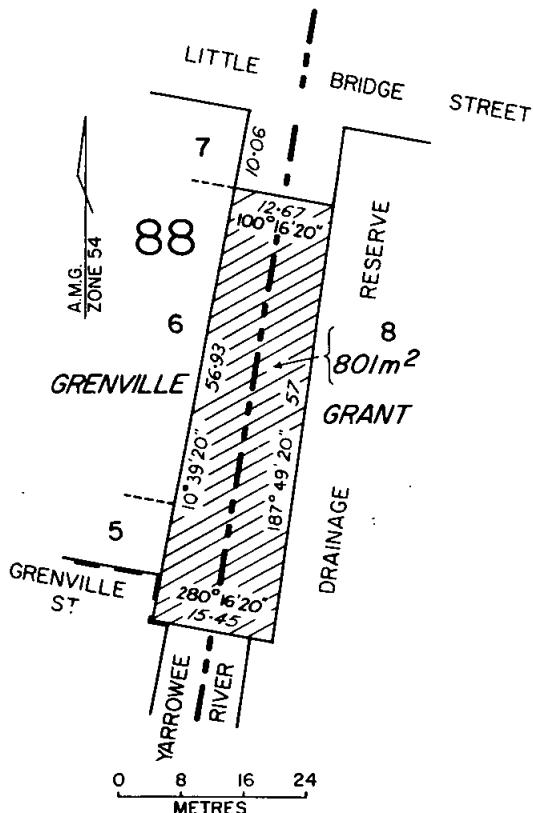 LITTLE BRIDGE STREET
7
10·06
12·67
100°16'20"
88
A.M.G.
ZONE 54
RESERVE
6
8
801m²
56·93
57
GRENVILLE
GRANT
10°39'20"
187°49'20"
5
DRAINAGE
GRENVILLE
ST.
280°16'20"
15·45
YARROWEE
RIVER
0 8 16 24
METRES